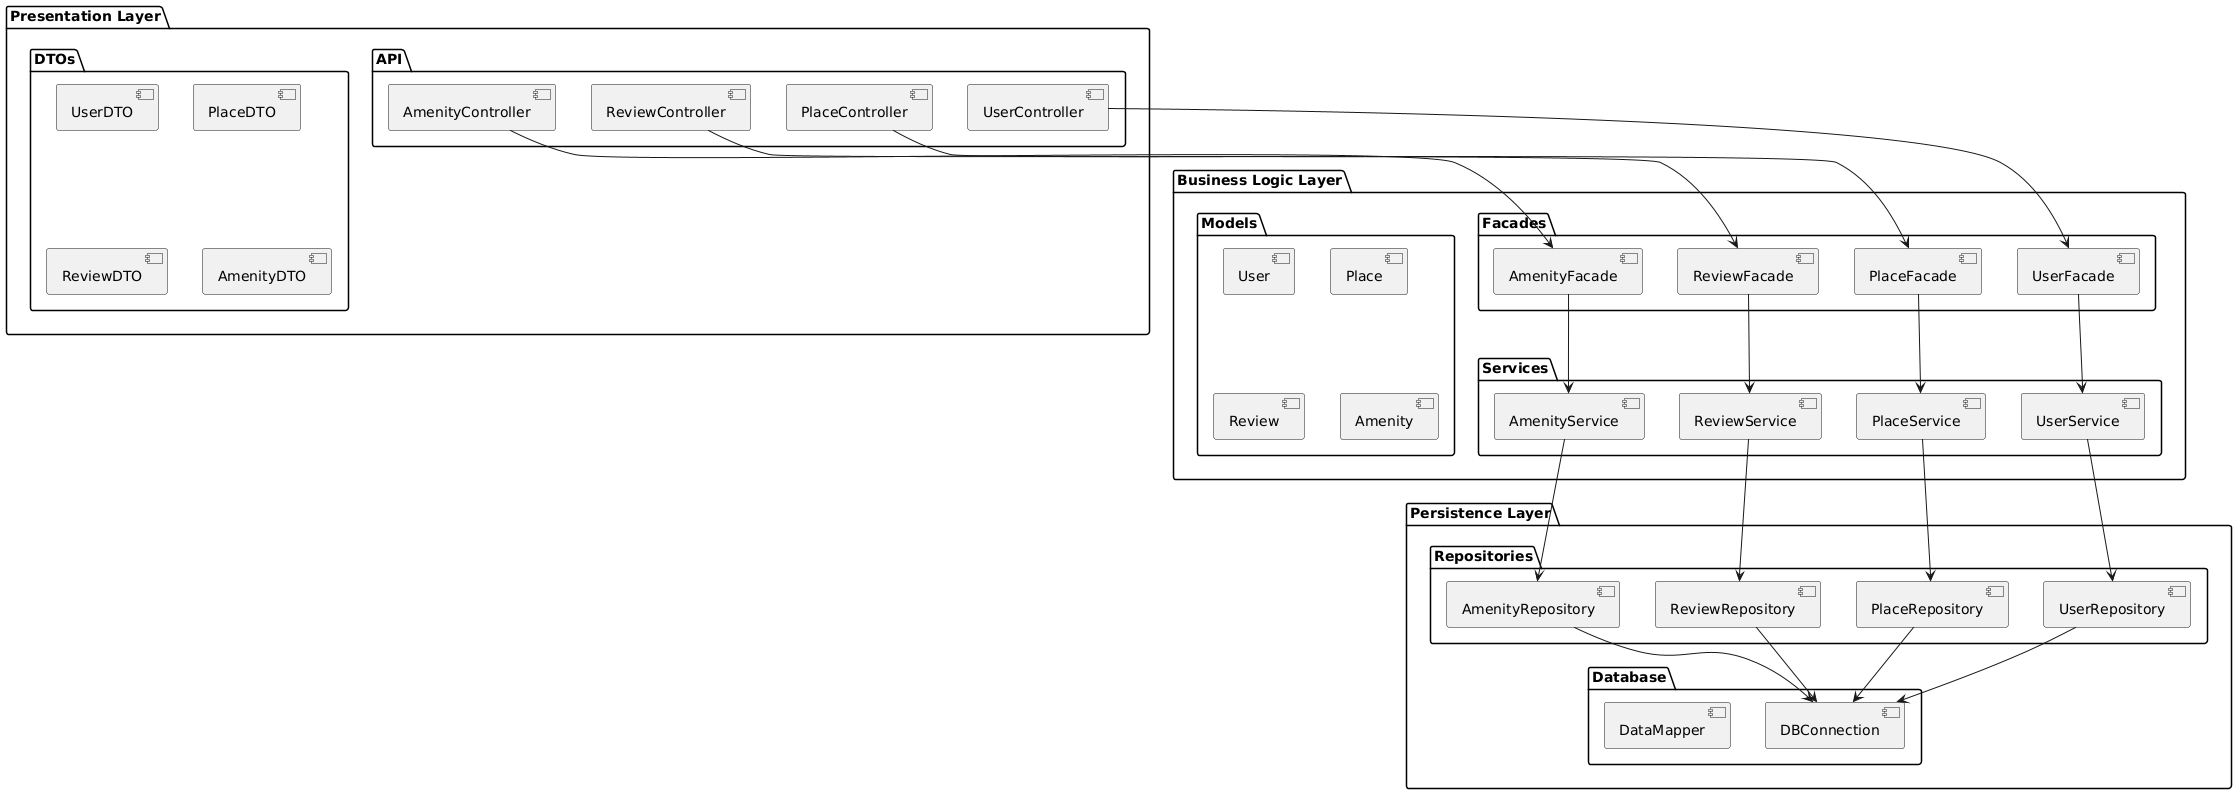 Presentation Layer
DTOs
UserDTO
PlaceDTO
ReviewDTO
AmenityDTO
API
AmenityController
ReviewController
PlaceController
UserController
Business Logic Layer
Models
User
Place
Review
Amenity
Facades
AmenityFacade
ReviewFacade
PlaceFacade
UserFacade
Services
AmenityService
ReviewService
PlaceService
UserService
Persistence Layer
Repositories
AmenityRepository
ReviewRepository
PlaceRepository
UserRepository
Database
DataMapper
DBConnection